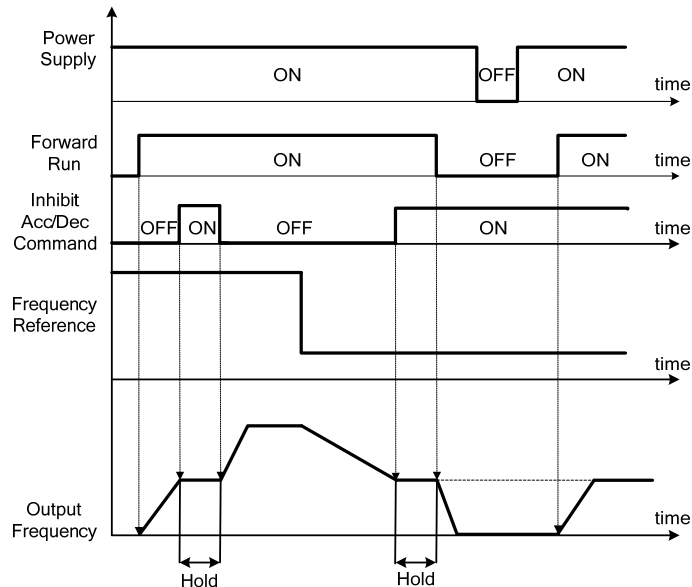 Power
Supply
ON
OFF
ON
time
Forward
Run
ON
OFF
ON
time
Inhibit
Acc/Dec
Command
OFF
ON
OFF
ON
time
Frequency
Reference
time
Output
Frequency
time
Hold
Hold